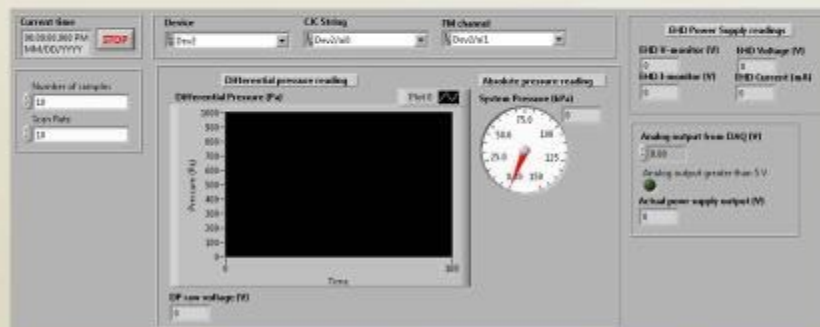 Current time
00:00:00.000 PM
MM/DD/YYYY
STOP
Device
Dev2
CJC String
Dev2/ai0
TM channel
Dev2/ai1
Number of samples
10
Scan Rate
10
Differential pressure reading
Differential Pressure (Pa)
Plot 0
Pressure (Pa)
1000
900
800
700
600
500
400
300
200
100
0
0
100
Time
DP raw voltage (V)
0
Absolute pressure reading
System Pressure (kPa)
0
75.0
50.0
100
25.0
125
0.00
150
EHD Power Supply readings
EHD V-monitor (V)
0
EHD Voltage (V)
0
EHD I-monitor (V)
0
EHD Current (mA)
0
Analog output from DAQ (V)
0.00
Analog output greater than 5 V
Actual power supply output (V)
0